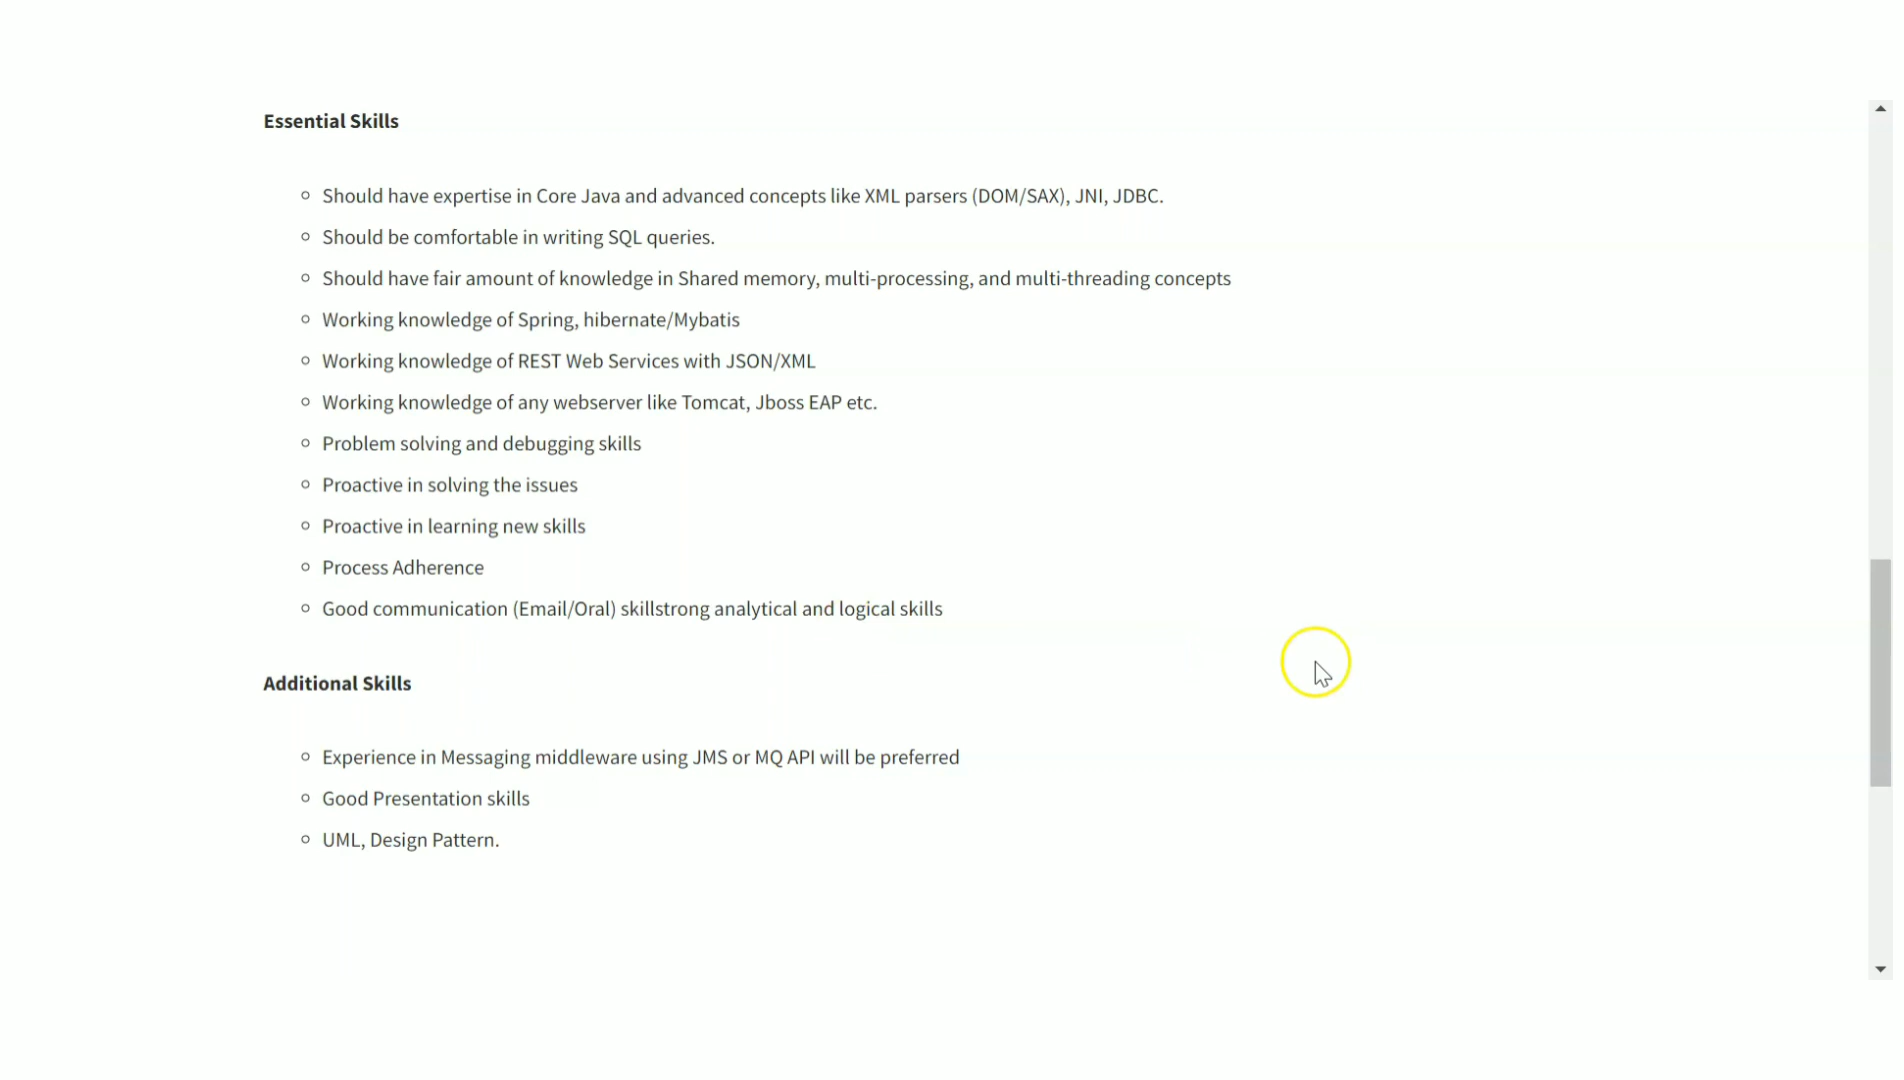 Essential Skills
Should have expertise in Core Java and advanced concepts like XML parsers (DOM/SAX), JNI, JDBC.
Should be comfortable in writing SQL queries.
Should have fair amount of knowledge in Shared memory, multi-processing, and multi-threading concepts
Working knowledge of Spring, hibernate/Mybatis
Working knowledge of REST Web Services with JSON/XML
Working knowledge of any webserver like Tomcat, Jboss EAP etc.
Problem solving and debugging skills
Proactive in solving the issues
Proactive in learning new skills
Process Adherence
Good communication (Email/Oral) skillstrong analytical and logical skills
Additional Skills
Experience in Messaging middleware using JMS or MQ API will be preferred
Good Presentation skills
UML, Design Pattern.